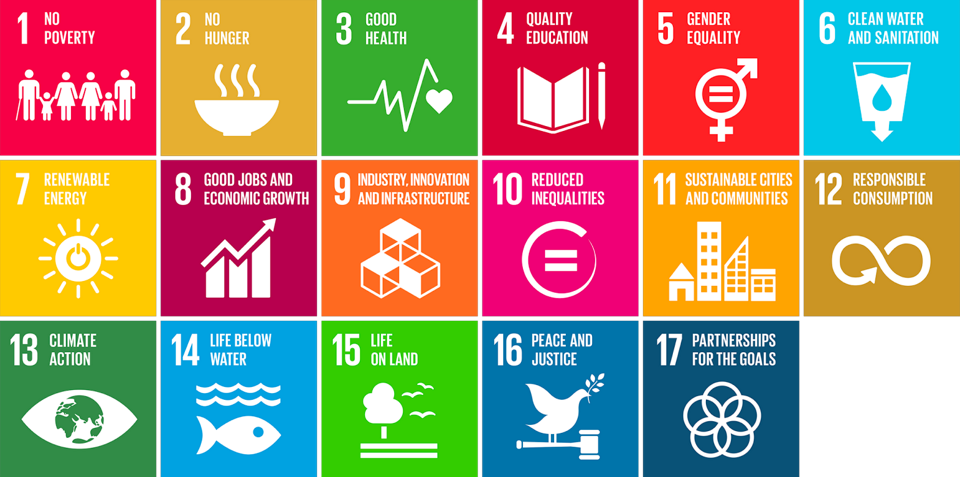 1 NO
POVERTY
2 NO
HUNGER
3 GOOD
HEALTH
4 QUALITY
EDUCATION
5 GENDER
EQUALITY
6 CLEAN WATER
AND SANITATION
7 RENEWABLE
ENERGY
8 GOOD JOBS AND
ECONOMIC GROWTH
9 INDUSTRY, INNOVATION
AND INFRASTRUCTURE
10 REDUCED
INEQUALITIES
11 SUSTAINABLE CITIES
AND COMMUNITIES
12 RESPONSIBLE
CONSUMPTION
13 CLIMATE
ACTION
14 LIFE BELOW
WATER
15 LIFE
ON LAND
16 PEACE AND
JUSTICE
17 PARTNERSHIPS
FOR THE GOALS